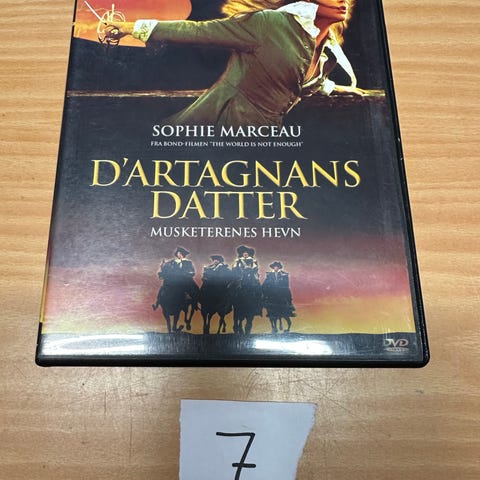 SOPHIE MARCEAU
FRA BOND-FILMEN "THE WORLD IS NOT ENOUGH"
D'ARTAGNANS
DATTER
MUSKETERENES HEVN
DVD
7